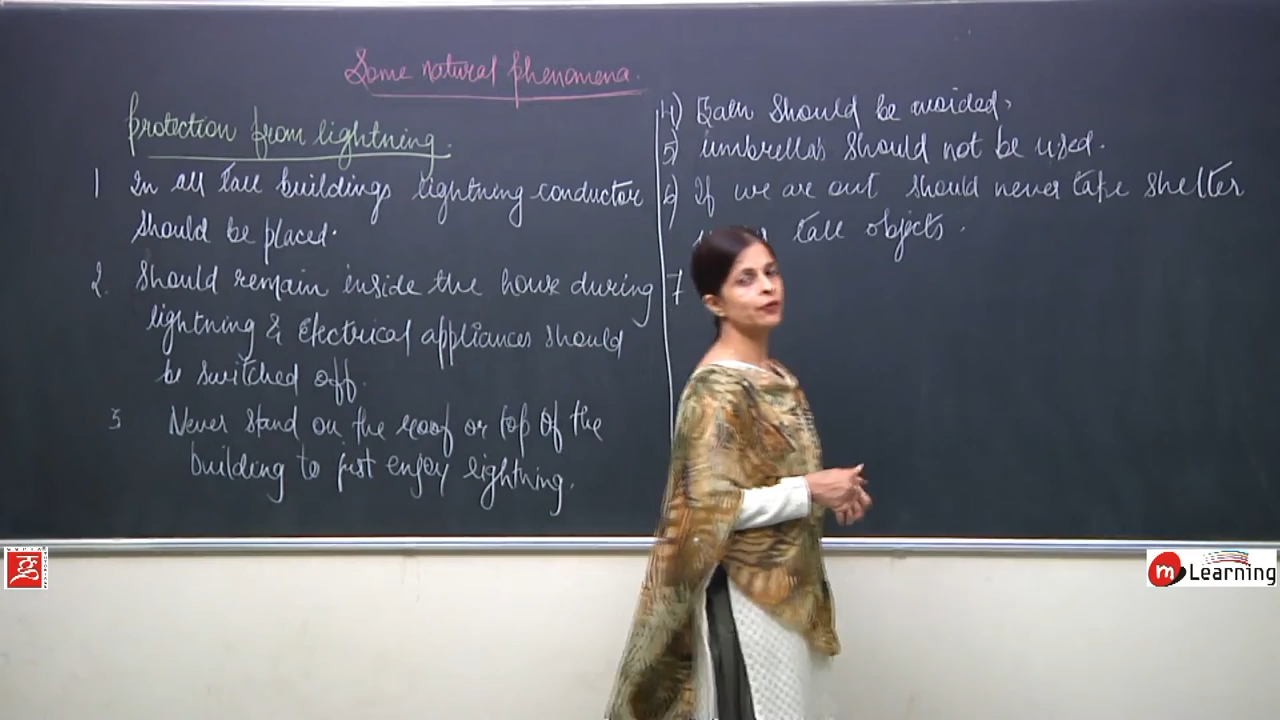 Some natural phenomena.
protection from lightning.
1 In all tall buildings lightning conductor
should be placed.
2. Should remain inside the house during
lightning & Electrical appliances should
be switched off.
3 Never stand on the roof or top of the
building to just enjoy lightning.
4) should be avoided.
5) umbrellas should not be used.
6) If we are out should never take shelter
tall objects.
7
GUPTA TUTORIALS
m Learning